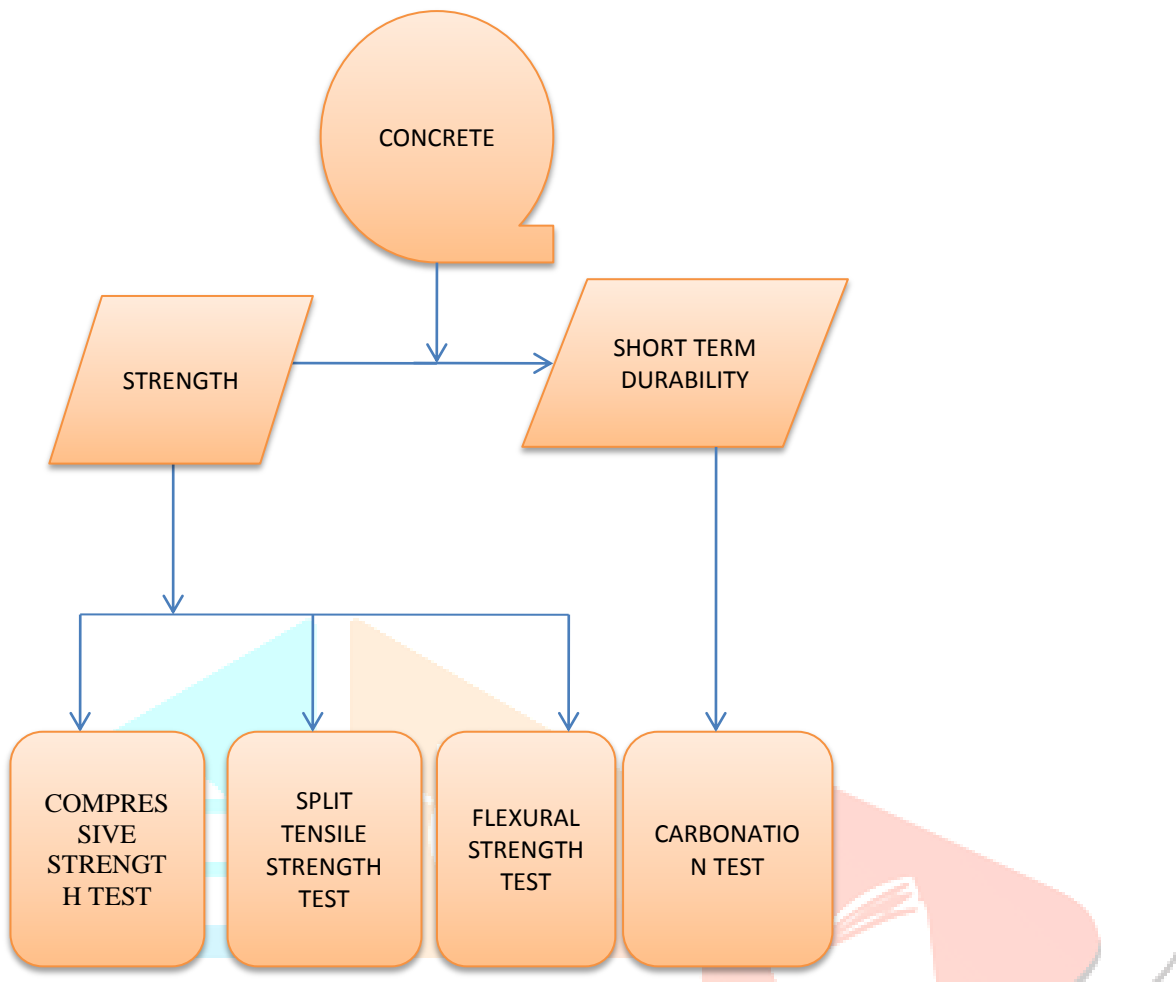 CONCRETE
STRENGTH
SHORT TERM
DURABILITY
COMPRES
SIVE
STRENGT
H TEST
SPLIT
TENSILE
STRENGTH
TEST
FLEXURAL
STRENGTH
TEST
CARBONATIO
N TEST